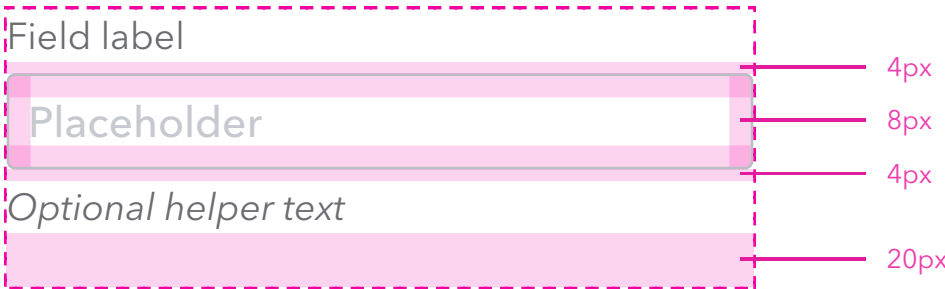 Field label
4px
Placeholder
8px
4px
Optional helper text
20px